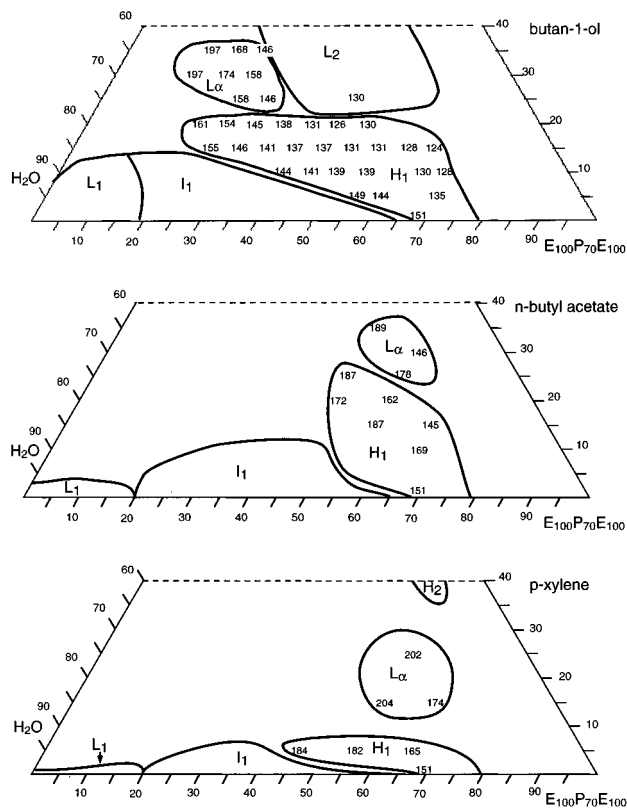 60
40
butan-1-ol
197 168 146
L2
70
30
197 174 158
Lα
158 146
130
80
20
161 154 145 138 131 126 130
155 146 141 137 137 131 131 128 124
90
10
H2O
L1
I1
144 141 139 139
H1
130 128
149 144
135
151
10 20 30 40 50 60 70 80 90
E100P70E100
60
40
n-butyl acetate
189
70
30
Lα
146
178
187
80
20
172
162
187
145
90
10
H2O
I1
H1
169
L1
151
10 20 30 40 50 60 70 80 90
E100P70E100
60
40
H2
p-xylene
70
30
202
80
20
Lα
204
174
90
10
H2O
L1
I1
184 182
H1
165
151
10 20 30 40 50 60 70 80 90
E100P70E100